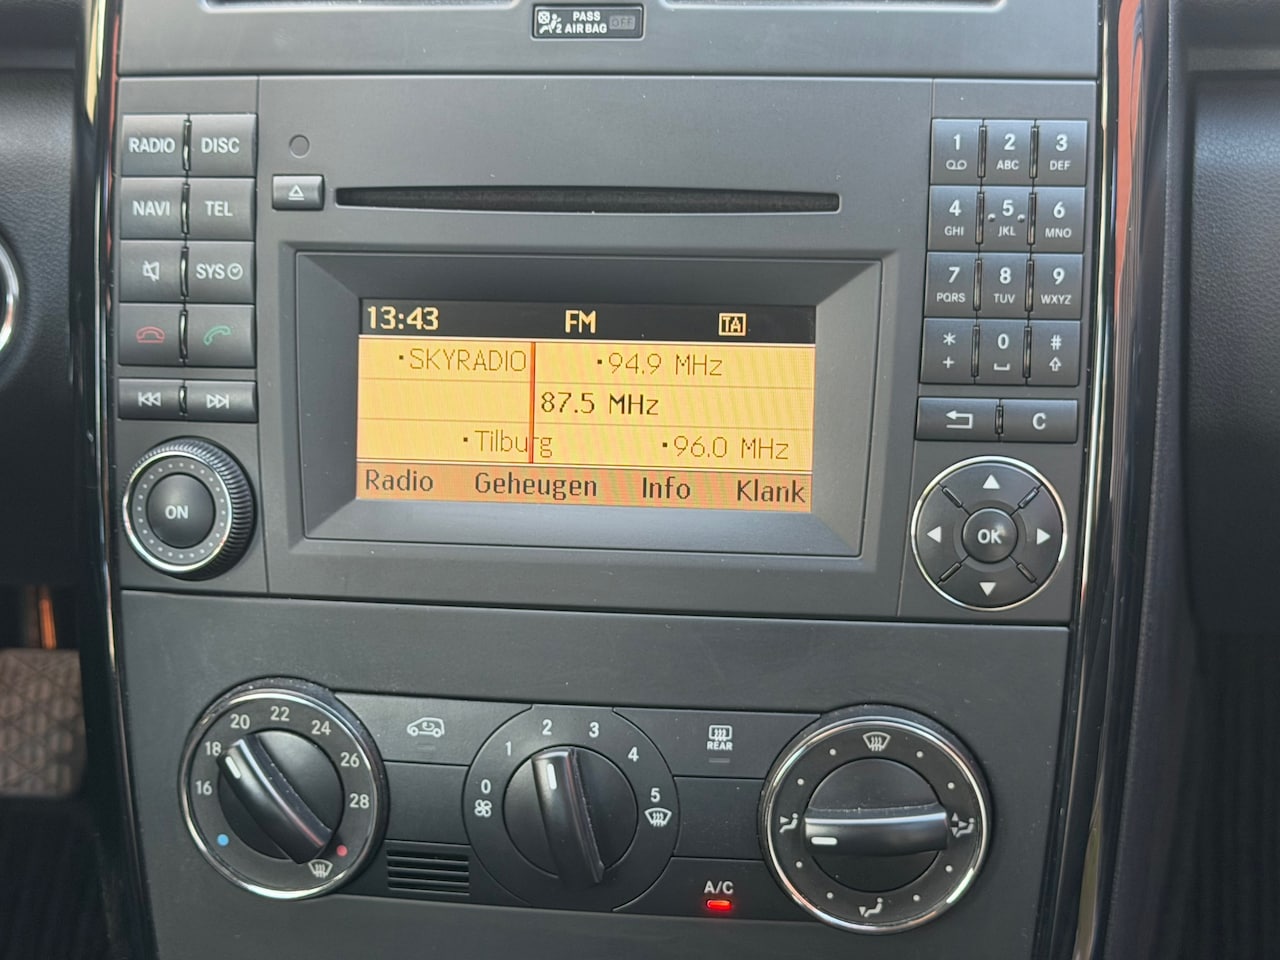 PASS
2 AIRBAG OFF
RADIO DISC
NAVI TEL
SYS
ON
1
2 ABC
3 DEF
4 GHI
5 JKL
6 MNO
7 PQRS
8 TUV
9 WXYZ
* +
0
#
C
OK
13:43 FM TA
·SKYRADIO ·94.9 MHz
87.5 MHz
·Tilburg ·96.0 MHz
Radio Geheugen Info Klank
16 18 20 22 24 26 28
0 1 2 3 4 5
REAR
A/C